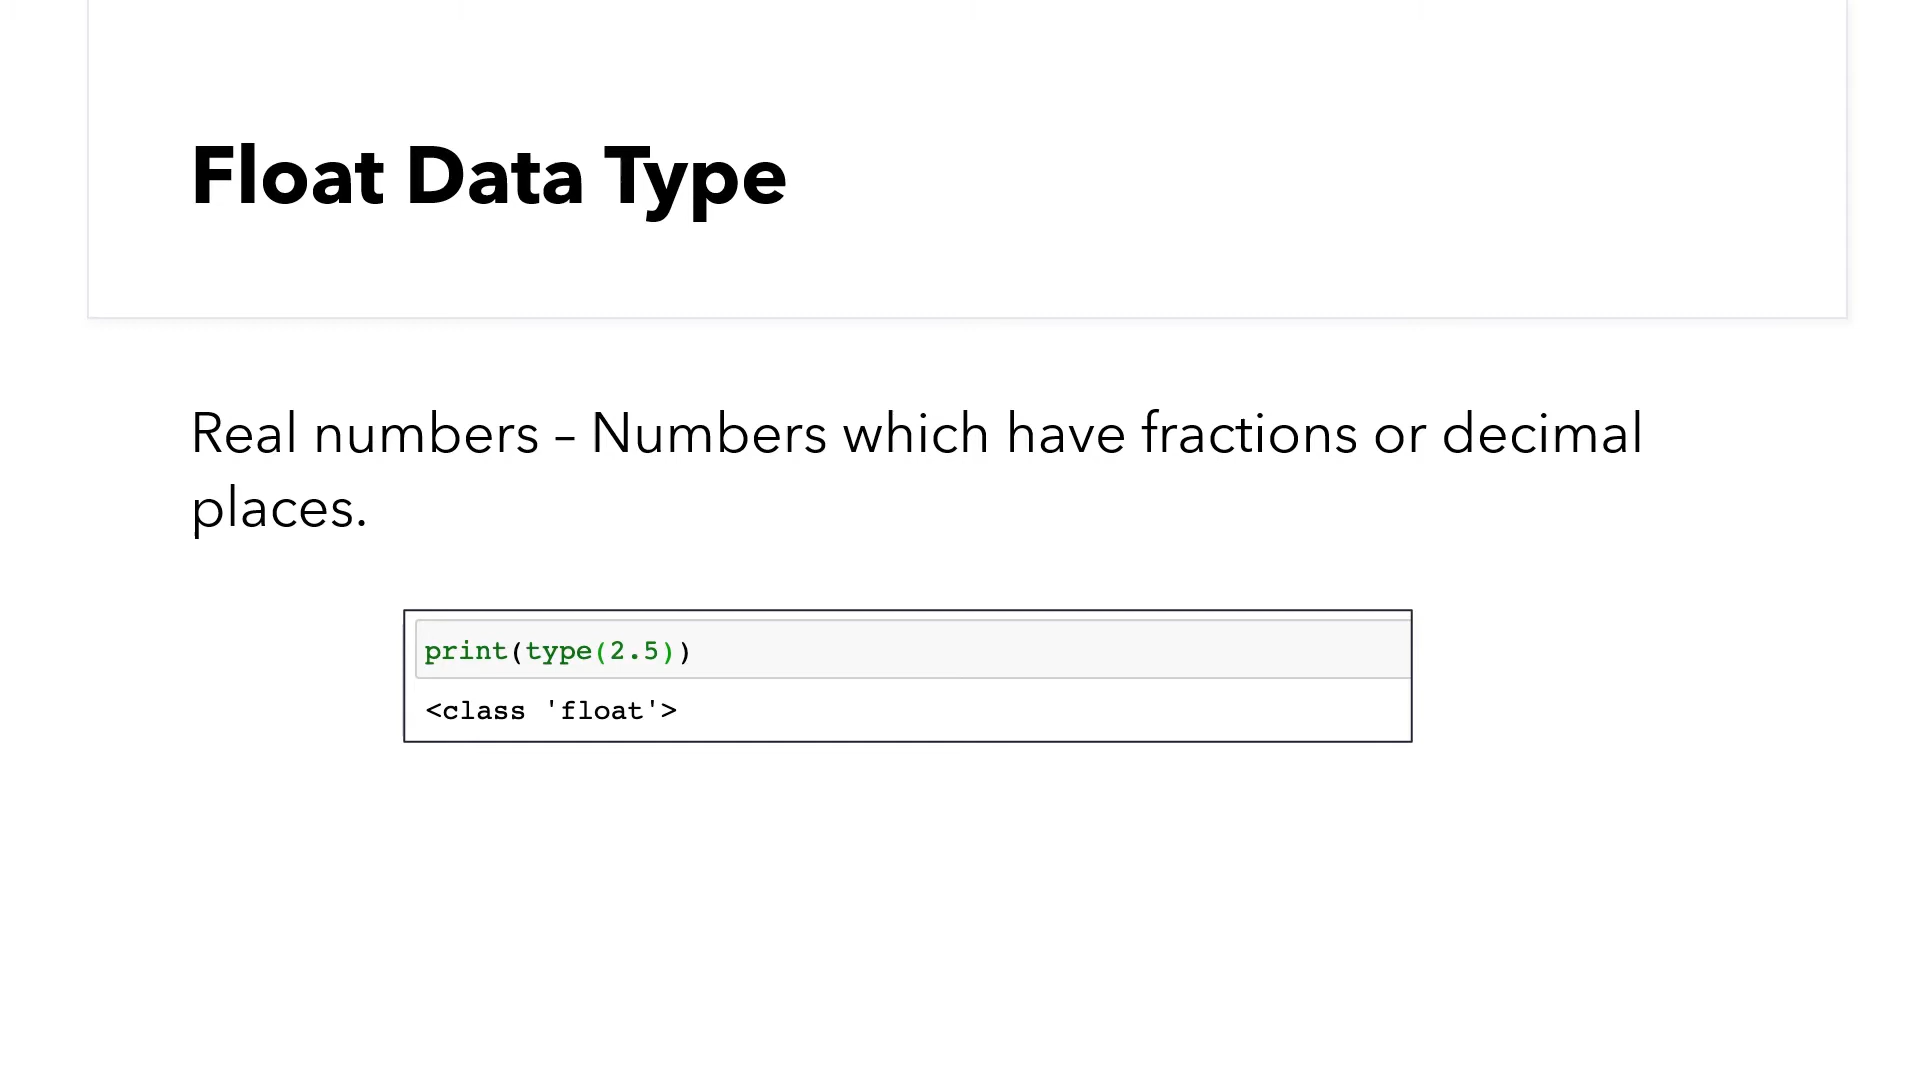 Float Data Type
Real numbers – Numbers which have fractions or decimal
places.
print(type(2.5))
<class 'float'>